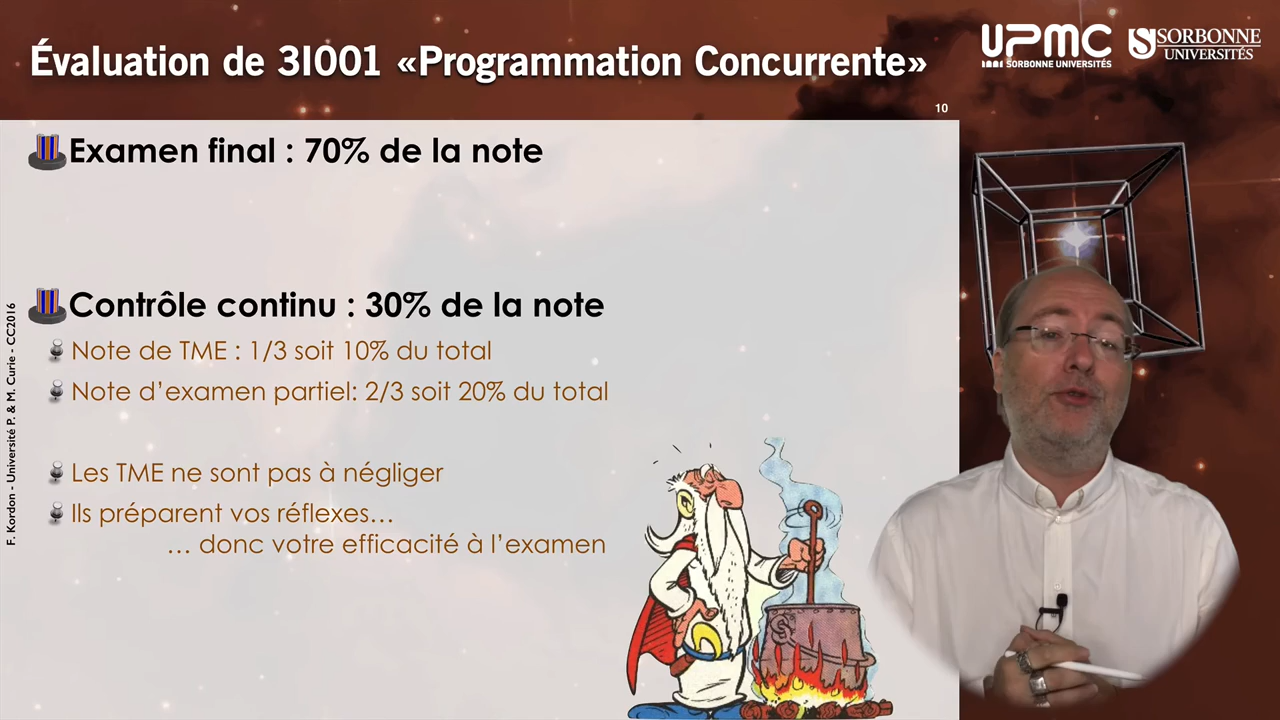 Évaluation de 3I001 «Programmation Concurrente»
UPMC
SORBONNE UNIVERSITÉS
SORBONNE
UNIVERSITÉS
10
Examen final : 70% de la note
Contrôle continu : 30% de la note
Note de TME : 1/3 soit 10% du total
Note d’examen partiel: 2/3 soit 20% du total
Les TME ne sont pas à négliger
Ils préparent vos réflexes…
… donc votre efficacité à l’examen
F. Kordon - Université P. & M. Curie - CC2016